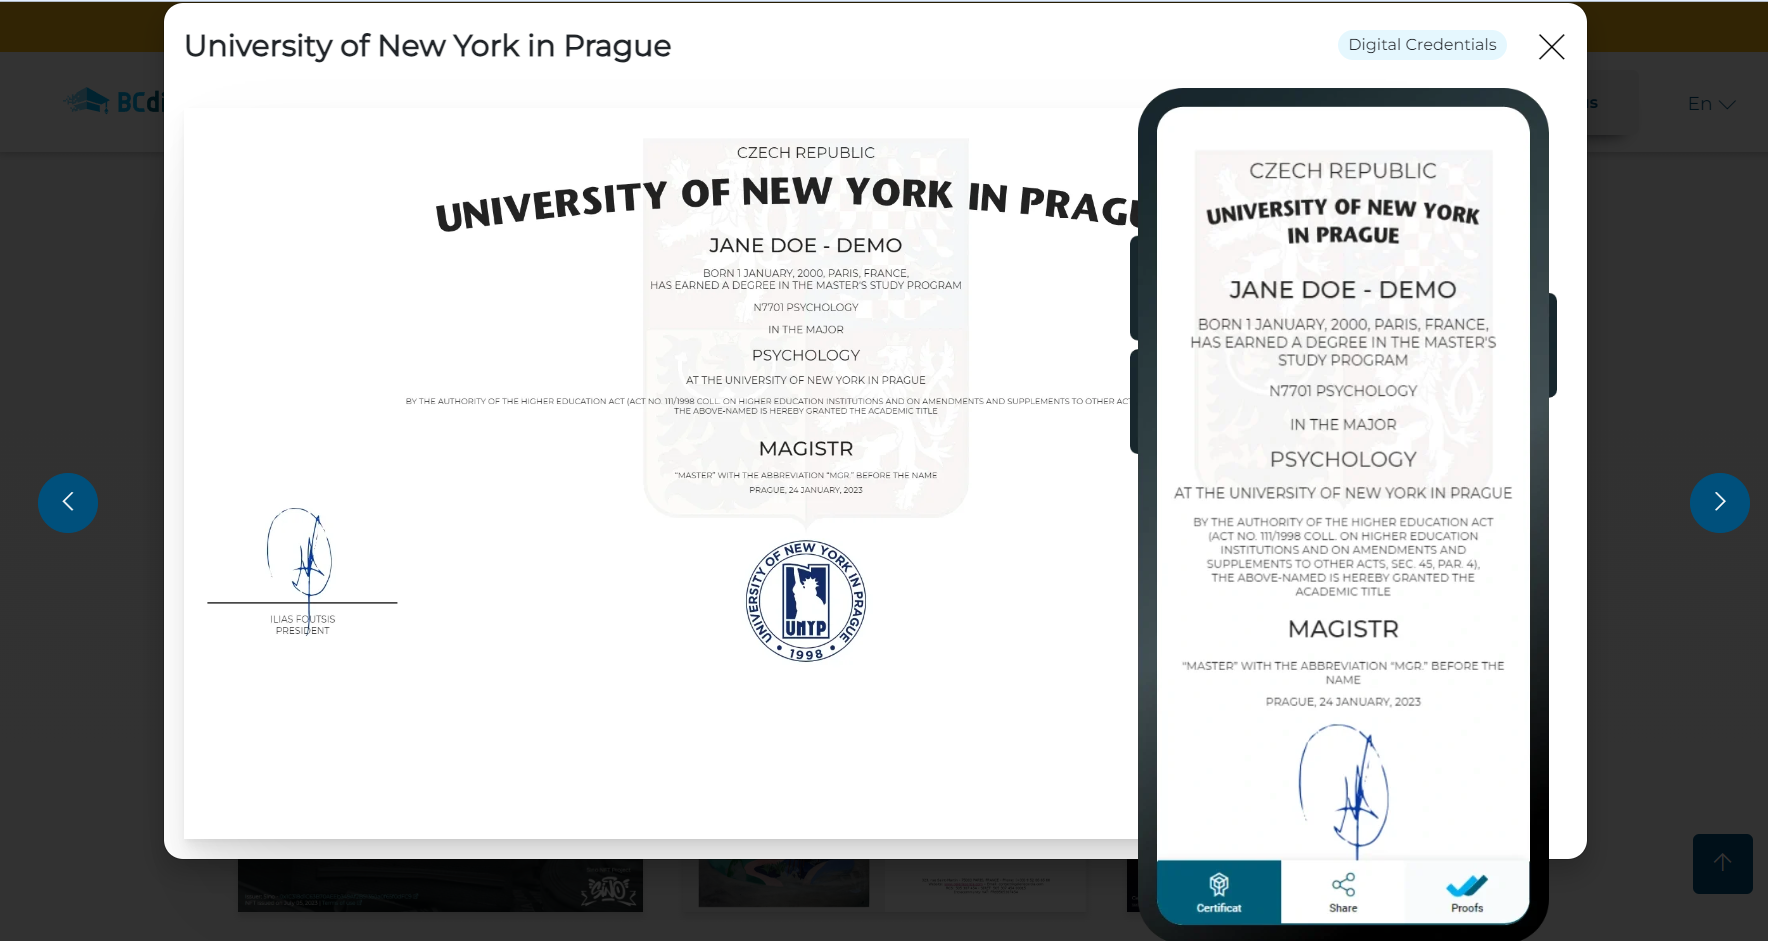 University of New York in Prague
Digital Credentials
BCdi
s
En
CZECH REPUBLIC
UNIVERSITY OF NEW YORK IN PRAGU
JANE DOE - DEMO
BORN 1 JANUARY, 2000, PARIS, FRANCE,
HAS EARNED A DEGREE IN THE MASTER'S STUDY PROGRAM
N7701 PSYCHOLOGY
IN THE MAJOR
PSYCHOLOGY
AT THE UNIVERSITY OF NEW YORK IN PRAGUE
BY THE AUTHORITY OF THE HIGHER EDUCATION ACT (ACT NO. 111/1998 COLL. ON HIGHER EDUCATION INSTITUTIONS AND ON AMENDMENTS AND SUPPLEMENTS TO OTHER ACT
THE ABOVE-NAMED IS HEREBY GRANTED THE ACADEMIC TITLE
MAGISTR
"MASTER" WITH THE ABBREVIATION "MGR." BEFORE THE NAME
PRAGUE, 24 JANUARY, 2023
ILIAS FOUTSIS
PRESIDENT
UNIVERSITY OF NEW YORK IN PRAGUE
UNYP
• 1998 •
CZECH REPUBLIC
UNIVERSITY OF NEW YORK
IN PRAGUE
JANE DOE - DEMO
BORN 1 JANUARY, 2000, PARIS, FRANCE,
HAS EARNED A DEGREE IN THE MASTER'S
STUDY PROGRAM
N7701 PSYCHOLOGY
IN THE MAJOR
PSYCHOLOGY
AT THE UNIVERSITY OF NEW YORK IN PRAGUE
BY THE AUTHORITY OF THE HIGHER EDUCATION ACT
(ACT NO. 111/1998 COLL. ON HIGHER EDUCATION
INSTITUTIONS AND ON AMENDMENTS AND
SUPPLEMENTS TO OTHER ACTS, SEC. 45, PAR. 4),
THE ABOVE-NAMED IS HEREBY GRANTED THE
ACADEMIC TITLE
MAGISTR
"MASTER" WITH THE ABBREVIATION "MGR." BEFORE THE
NAME
PRAGUE, 24 JANUARY, 2023
Certificat
Share
Proofs